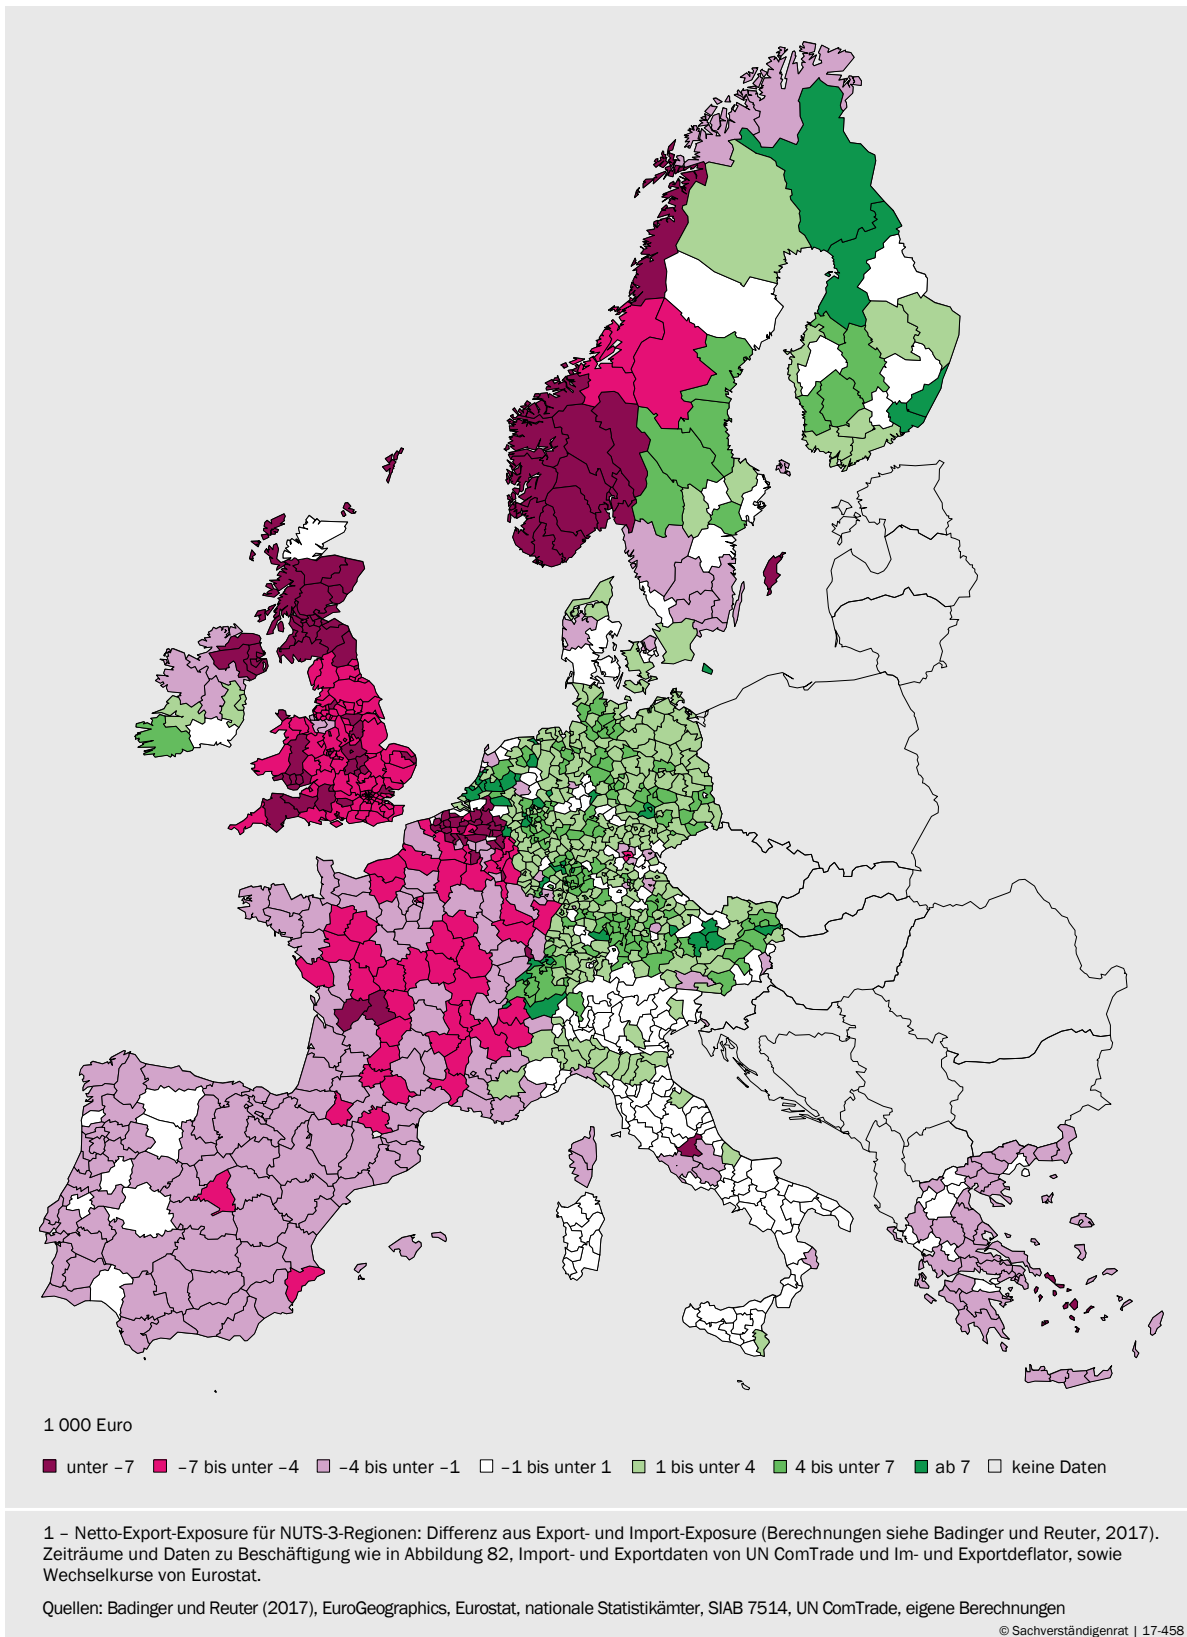 1 000 Euro
unter –7 –7 bis unter –4 –4 bis unter –1 –1 bis unter 1 1 bis unter 4 4 bis unter 7 ab 7 keine Daten
1 – Netto-Export-Exposure für NUTS-3-Regionen: Differenz aus Export- und Import-Exposure (Berechnungen siehe Badinger und Reuter, 2017).
Zeiträume und Daten zu Beschäftigung wie in Abbildung 82, Import- und Exportdaten von UN ComTrade und Im- und Exportdeflator, sowie
Wechselkurse von Eurostat.
Quellen: Badinger und Reuter (2017), EuroGeographics, Eurostat, nationale Statistikämter, SIAB 7514, UN ComTrade, eigene Berechnungen
© Sachverständigenrat | 17-458